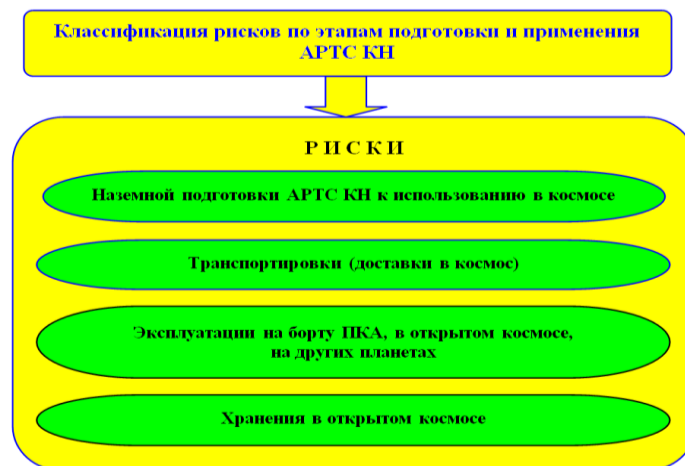 Классификация рисков по этапам подготовки и применения
АРТС КН
Р И С К И
Наземной подготовки АРТС КН к использованию в космосе
Транспортировки (доставки в космос)
Эксплуатации на борту ПКА, в открытом космосе,
на других планетах
Хранения в открытом космосе